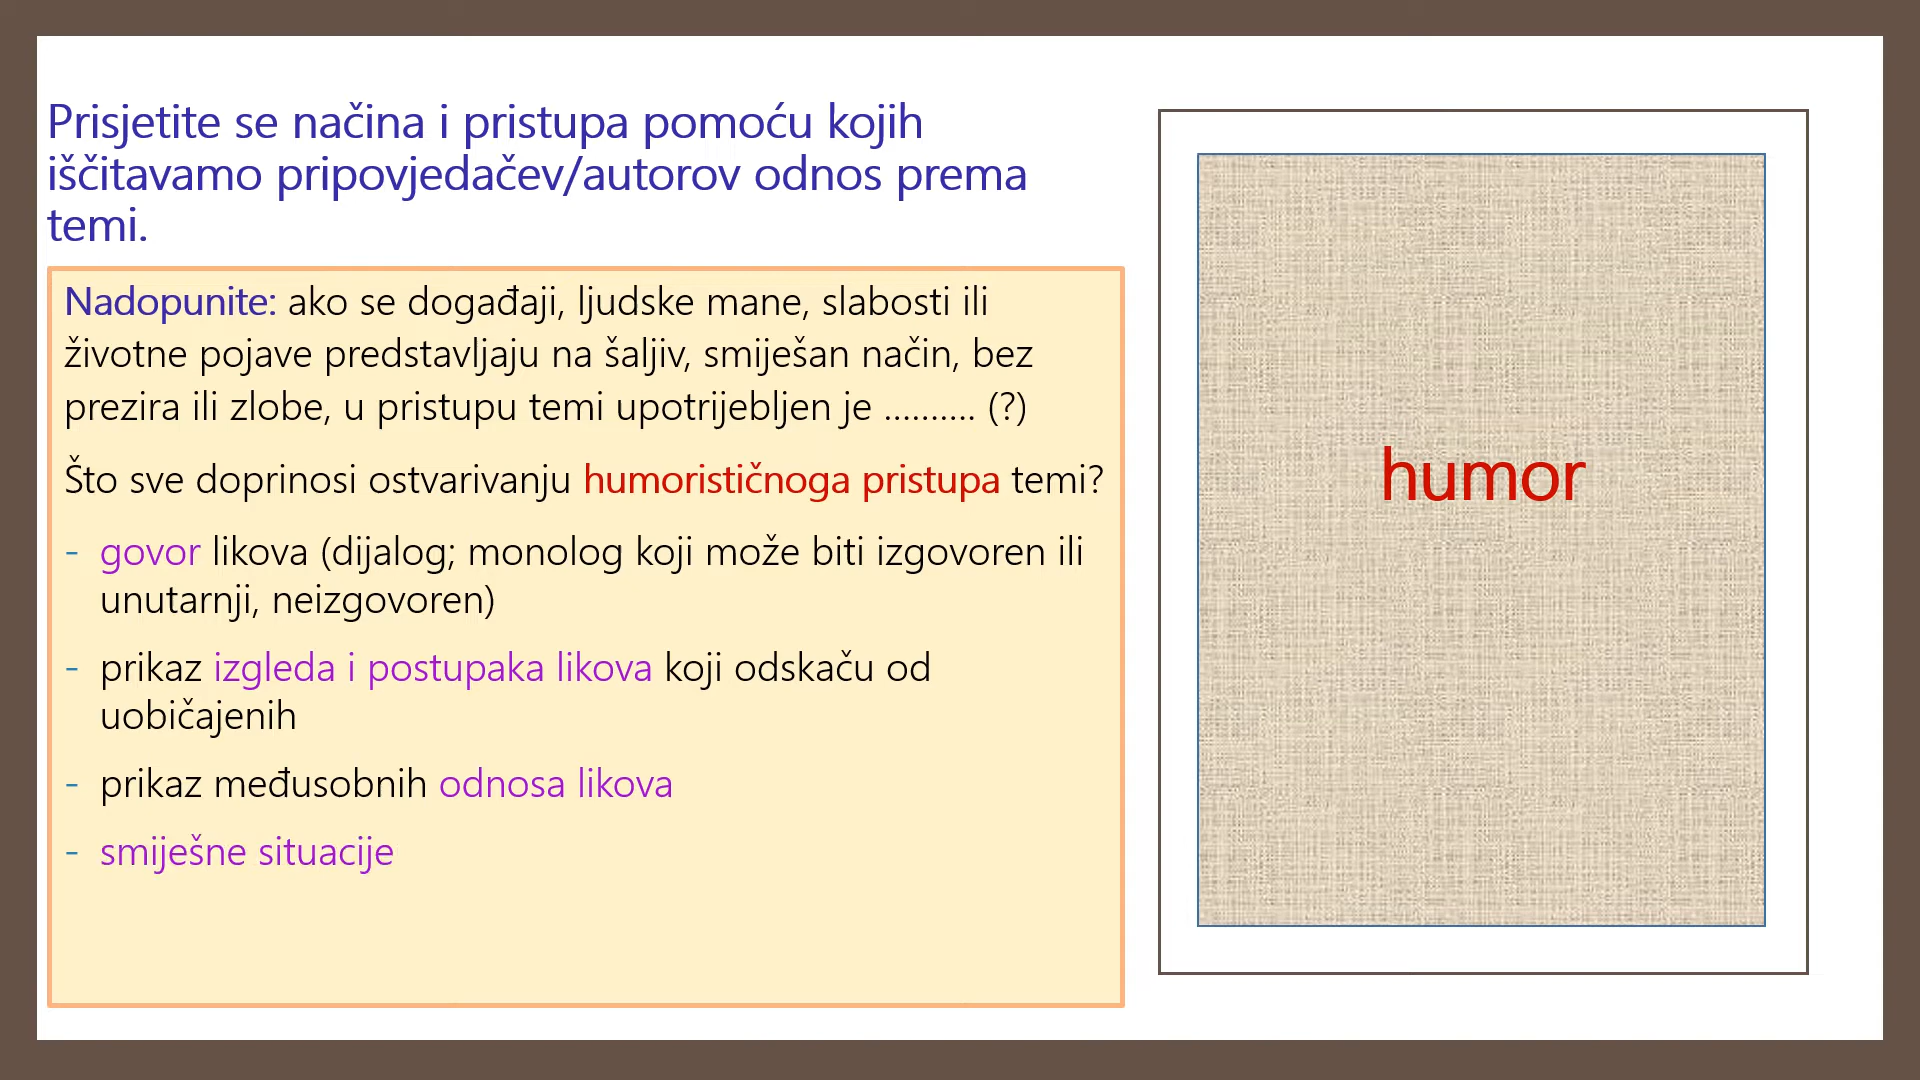 Prisjetite se načina i pristupa pomoću kojih
iščitavamo pripovjedačev/autorov odnos prema
temi.
Nadopunite: ako se događaji, ljudske mane, slabosti ili
životne pojave predstavljaju na šaljiv, smiješan način, bez
prezira ili zlobe, u pristupu temi upotrijebljen je .......... (?)
Što sve doprinosi ostvarivanju humorističnoga pristupa temi?
- govor likova (dijalog; monolog koji može biti izgovoren ili
unutarnji, neizgovoren)
- prikaz izgleda i postupaka likova koji odskaču od
uobičajenih
- prikaz međusobnih odnosa likova
- smiješne situacije
humor